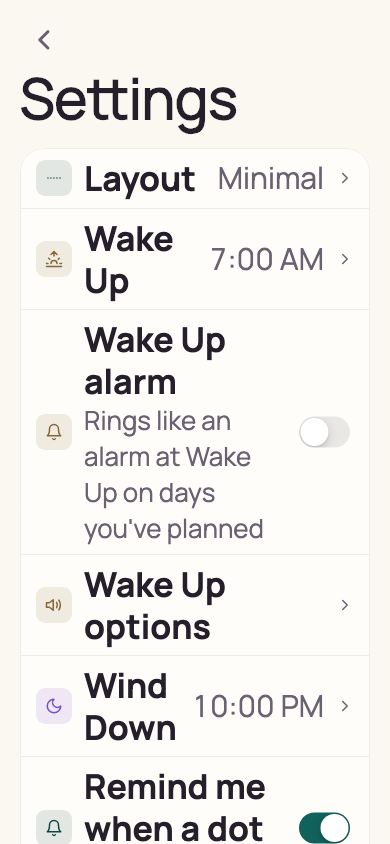 Settings
Layout Minimal
Wake
Up
7:00 AM
Wake Up
alarm
Rings like an
alarm at Wake
Up on days
you've planned
Wake Up
options
Wind
Down
10:00 PM
Remind me
when a dot